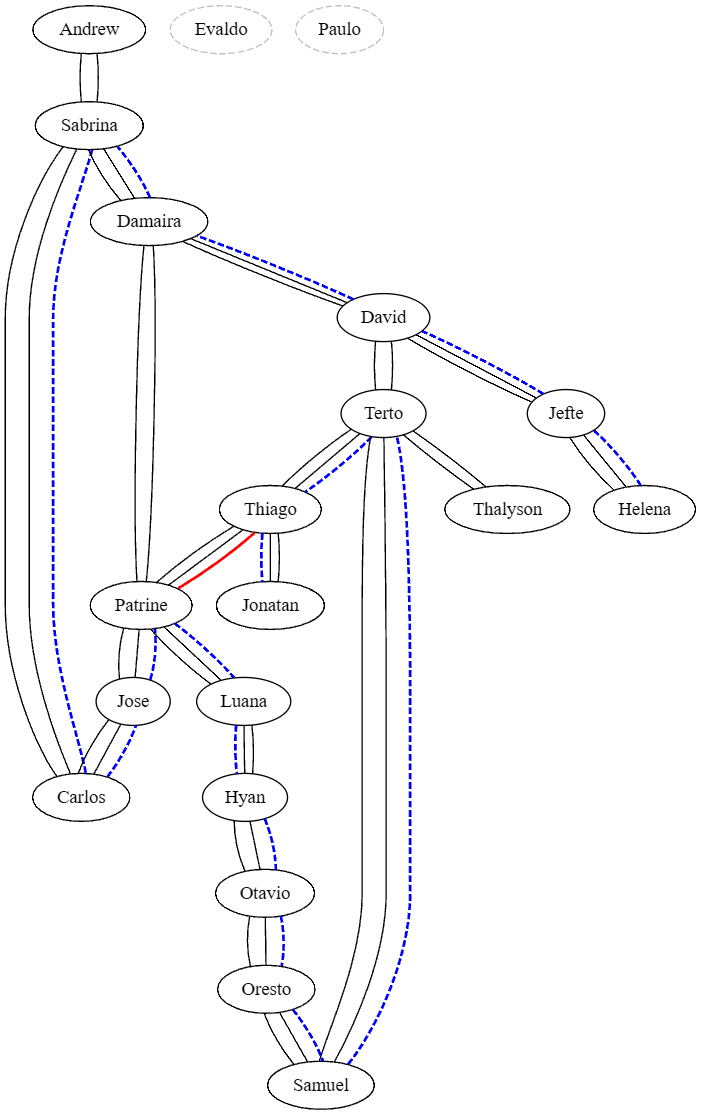 Andrew
Evaldo
Paulo
Sabrina
Damaira
David
Terto
Jefte
Thiago
Thalyson
Helena
Patrine
Jonatan
Jose
Luana
Carlos
Hyan
Otavio
Oresto
Samuel